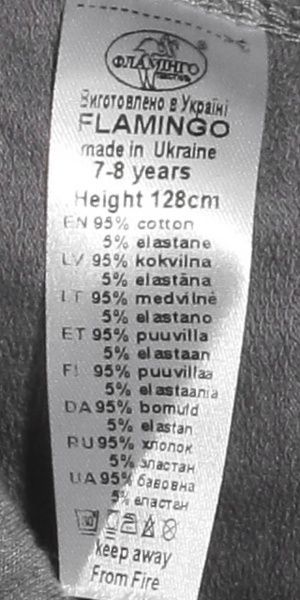 ФЛАМІНГО
текстиль
Виготовлено в Україні
FLAMINGO
made in Ukraine
7-8 years
Height 128cm
EN 95% cotton
5% elastane
LV 95% kokvilna
5% elastāna
LT 95% medvilnė
5% elastano
ET 95% puuvilla
5% elastaan
FI 95% puuvillaa
5% elastaania
DA 95% bomuld
5% elastan
RU 95% хлопок
5% эластан
UA 95% бавовна
5% еластан
30
keep away
From Fire